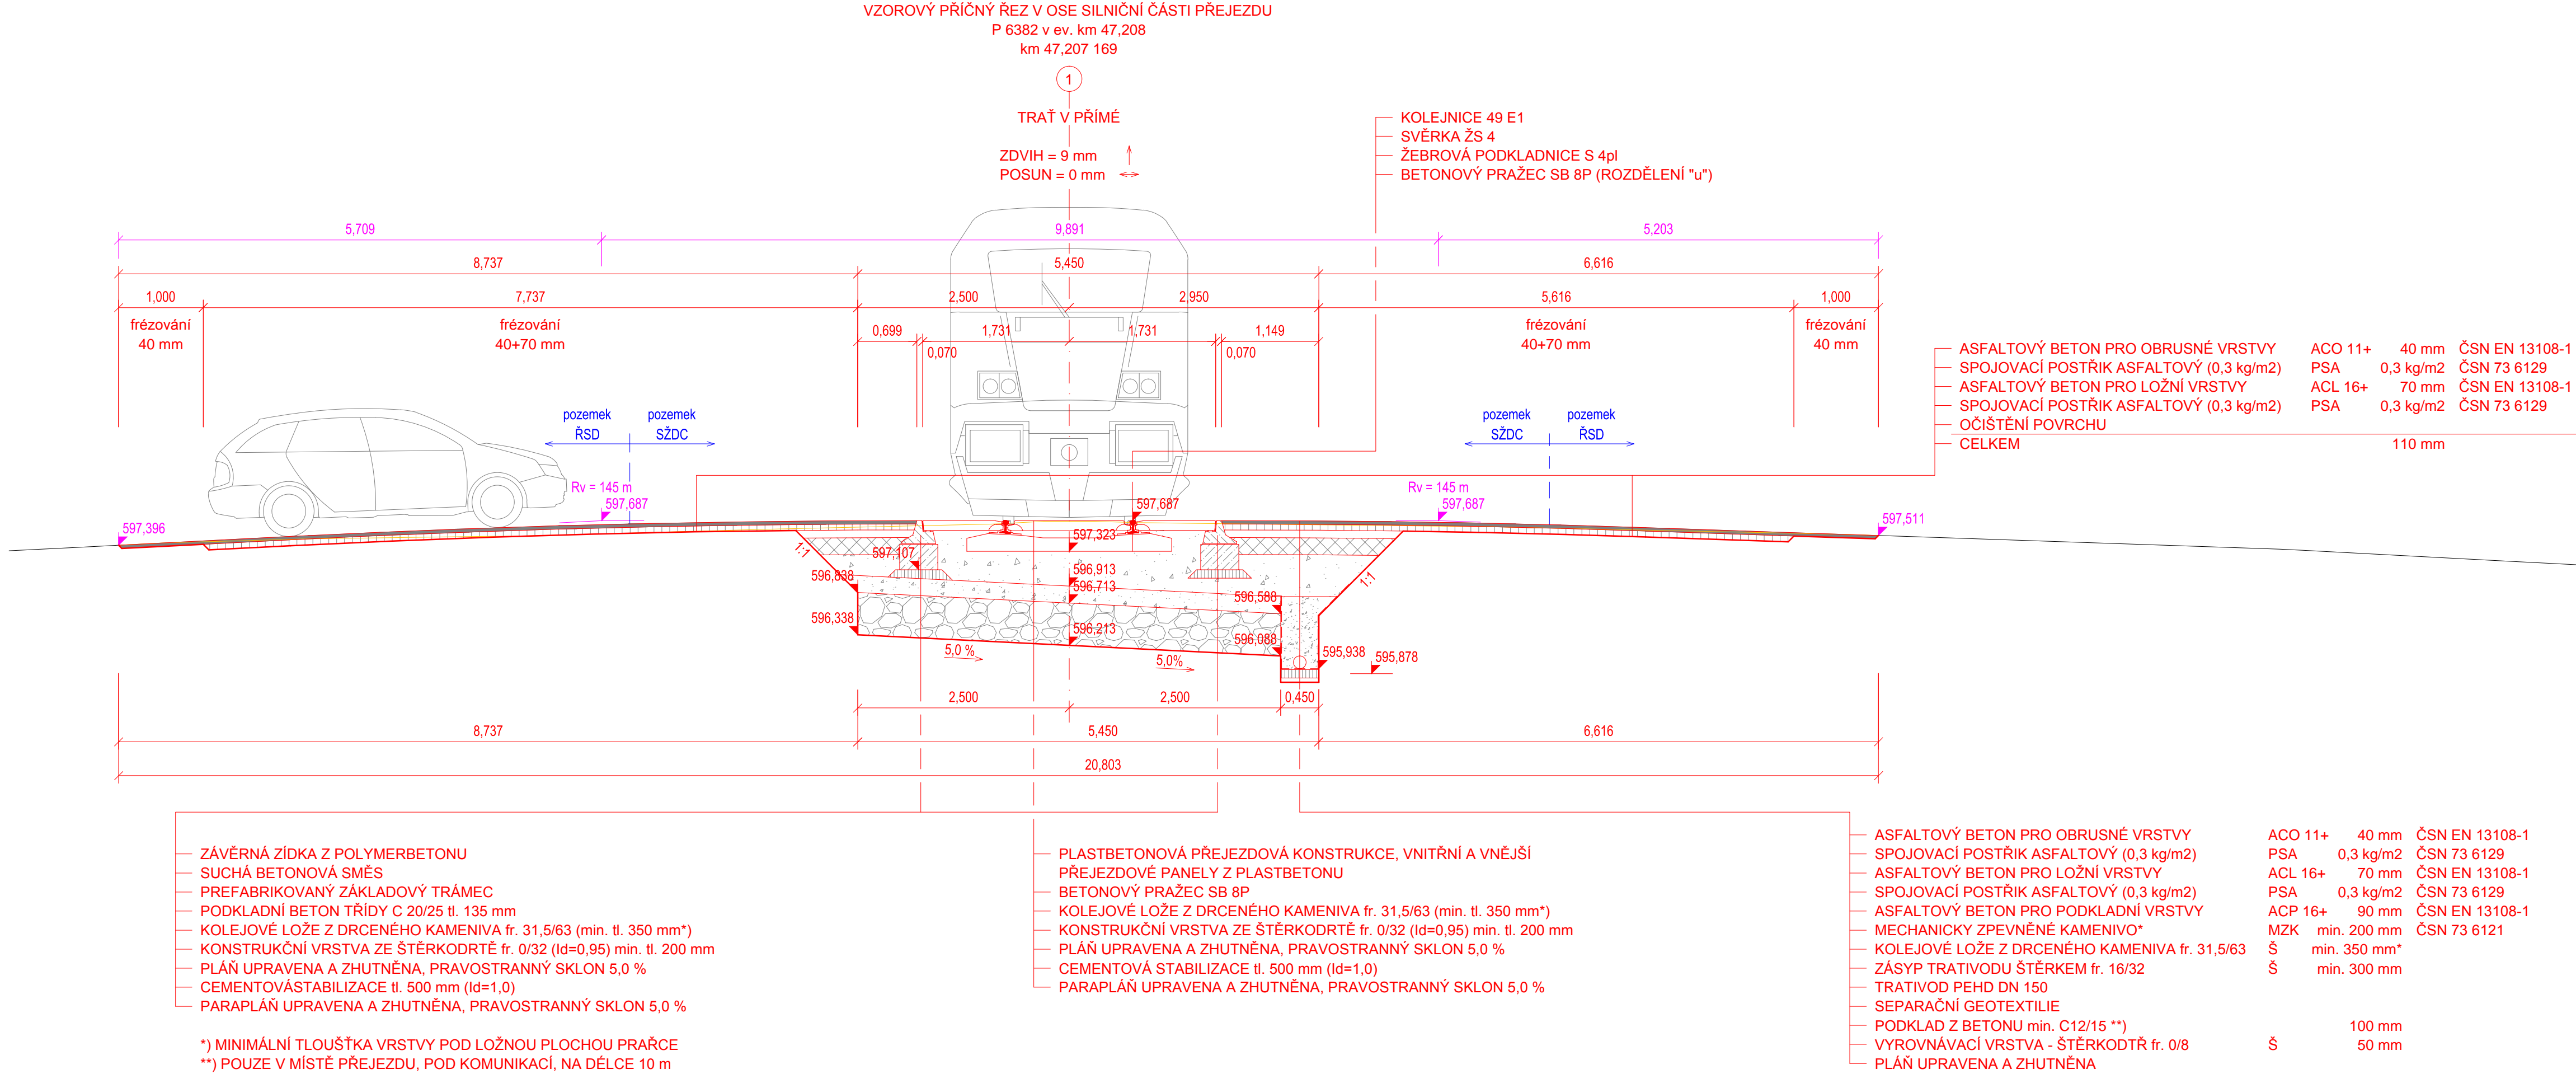 VZOROVÝ PŘÍČNÝ ŘEZ V OSE SILNIČNÍ ČÁSTI PŘEJEZDU
P 6382 v ev. km 47,208
km 47,207 169
1
TRAŤ V PŘÍMÉ
ZDVIH = 9 mm
POSUN = 0 mm
KOLEJNICE 49 E1
SVĚRKA ŽS 4
ŽEBROVÁ PODKLADNICE S 4pl
BETONOVÝ PRAŽEC SB 8P (ROZDĚLENÍ "u")
5,709 9,891 5,203
8,737 5,450 6,616
1,000 7,737 2,500 2,950 5,616 1,000
frézování frézování frézování frézování
40 mm 40+70 mm 40+70 mm 40 mm
0,699 1,731 1,731 1,149
0,070 0,070
ASFALTOVÝ BETON PRO OBRUSNÉ VRSTVY ACO 11+ 40 mm ČSN EN 13108-1
SPOJOVACÍ POSTŘIK ASFALTOVÝ (0,3 kg/m2) PSA 0,3 kg/m2 ČSN 73 6129
ASFALTOVÝ BETON PRO LOŽNÍ VRSTVY ACL 16+ 70 mm ČSN EN 13108-1
SPOJOVACÍ POSTŘIK ASFALTOVÝ (0,3 kg/m2) PSA 0,3 kg/m2 ČSN 73 6129
OČIŠTĚNÍ POVRCHU
CELKEM 110 mm
pozemek pozemek pozemek pozemek
ŘSD SŽDC SŽDC ŘSD
Rv = 145 m Rv = 145 m
597,687 597,687 597,687
597,396 597,511
597,323
1:1 597,107
596,838 596,913 1:1
596,713 596,588
596,338 596,213 596,088
5,0 % 5,0% 595,938 595,878
2,500 2,500 0,450
8,737 5,450 6,616
20,803
ZÁVĚRNÁ ZÍDKA Z POLYMERBETONU
SUCHÁ BETONOVÁ SMĚS
PREFABRIKOVANÝ ZÁKLADOVÝ TRÁMEC
PODKLADNÍ BETON TŘÍDY C 20/25 tl. 135 mm
KOLEJOVÉ LOŽE Z DRCENÉHO KAMENIVA fr. 31,5/63 (min. tl. 350 mm*)
KONSTRUKČNÍ VRSTVA ZE ŠTĚRKODRTĚ fr. 0/32 (Id=0,95) min. tl. 200 mm
PLÁŇ UPRAVENA A ZHUTNĚNA, PRAVOSTRANNÝ SKLON 5,0 %
CEMENTOVÁSTABILIZACE tl. 500 mm (Id=1,0)
PARAPLÁŇ UPRAVENA A ZHUTNĚNA, PRAVOSTRANNÝ SKLON 5,0 %
*) MINIMÁLNÍ TLOUŠŤKA VRSTVY POD LOŽNOU PLOCHOU PRAŘCE
**) POUZE V MÍSTĚ PŘEJEZDU, POD KOMUNIKACÍ, NA DÉLCE 10 m
PLASTBETONOVÁ PŘEJEZDOVÁ KONSTRUKCE, VNITŘNÍ A VNĚJŠÍ
PŘEJEZDOVÉ PANELY Z PLASTBETONU
BETONOVÝ PRAŽEC SB 8P
KOLEJOVÉ LOŽE Z DRCENÉHO KAMENIVA fr. 31,5/63 (min. tl. 350 mm*)
KONSTRUKČNÍ VRSTVA ZE ŠTĚRKODRTĚ fr. 0/32 (Id=0,95) min. tl. 200 mm
PLÁŇ UPRAVENA A ZHUTNĚNA, PRAVOSTRANNÝ SKLON 5,0 %
CEMENTOVÁ STABILIZACE tl. 500 mm (Id=1,0)
PARAPLÁŇ UPRAVENA A ZHUTNĚNA, PRAVOSTRANNÝ SKLON 5,0 %
ASFALTOVÝ BETON PRO OBRUSNÉ VRSTVY ACO 11+ 40 mm ČSN EN 13108-1
SPOJOVACÍ POSTŘIK ASFALTOVÝ (0,3 kg/m2) PSA 0,3 kg/m2 ČSN 73 6129
ASFALTOVÝ BETON PRO LOŽNÍ VRSTVY ACL 16+ 70 mm ČSN EN 13108-1
SPOJOVACÍ POSTŘIK ASFALTOVÝ (0,3 kg/m2) PSA 0,3 kg/m2 ČSN 73 6129
ASFALTOVÝ BETON PRO PODKLADNÍ VRSTVY ACP 16+ 90 mm ČSN EN 13108-1
MECHANICKY ZPEVNĚNÉ KAMENIVO* MZK min. 200 mm ČSN 73 6121
KOLEJOVÉ LOŽE Z DRCENÉHO KAMENIVA fr. 31,5/63 Š min. 350 mm*
ZÁSYP TRATIVODU ŠTĚRKEM fr. 16/32 Š min. 300 mm
TRATIVOD PEHD DN 150
SEPARAČNÍ GEOTEXTILIE
PODKLAD Z BETONU min. C12/15 **) 100 mm
VYROVNÁVACÍ VRSTVA - ŠTĚRKODTŘ fr. 0/8 Š 50 mm
PLÁŇ UPRAVENA A ZHUTNĚNA